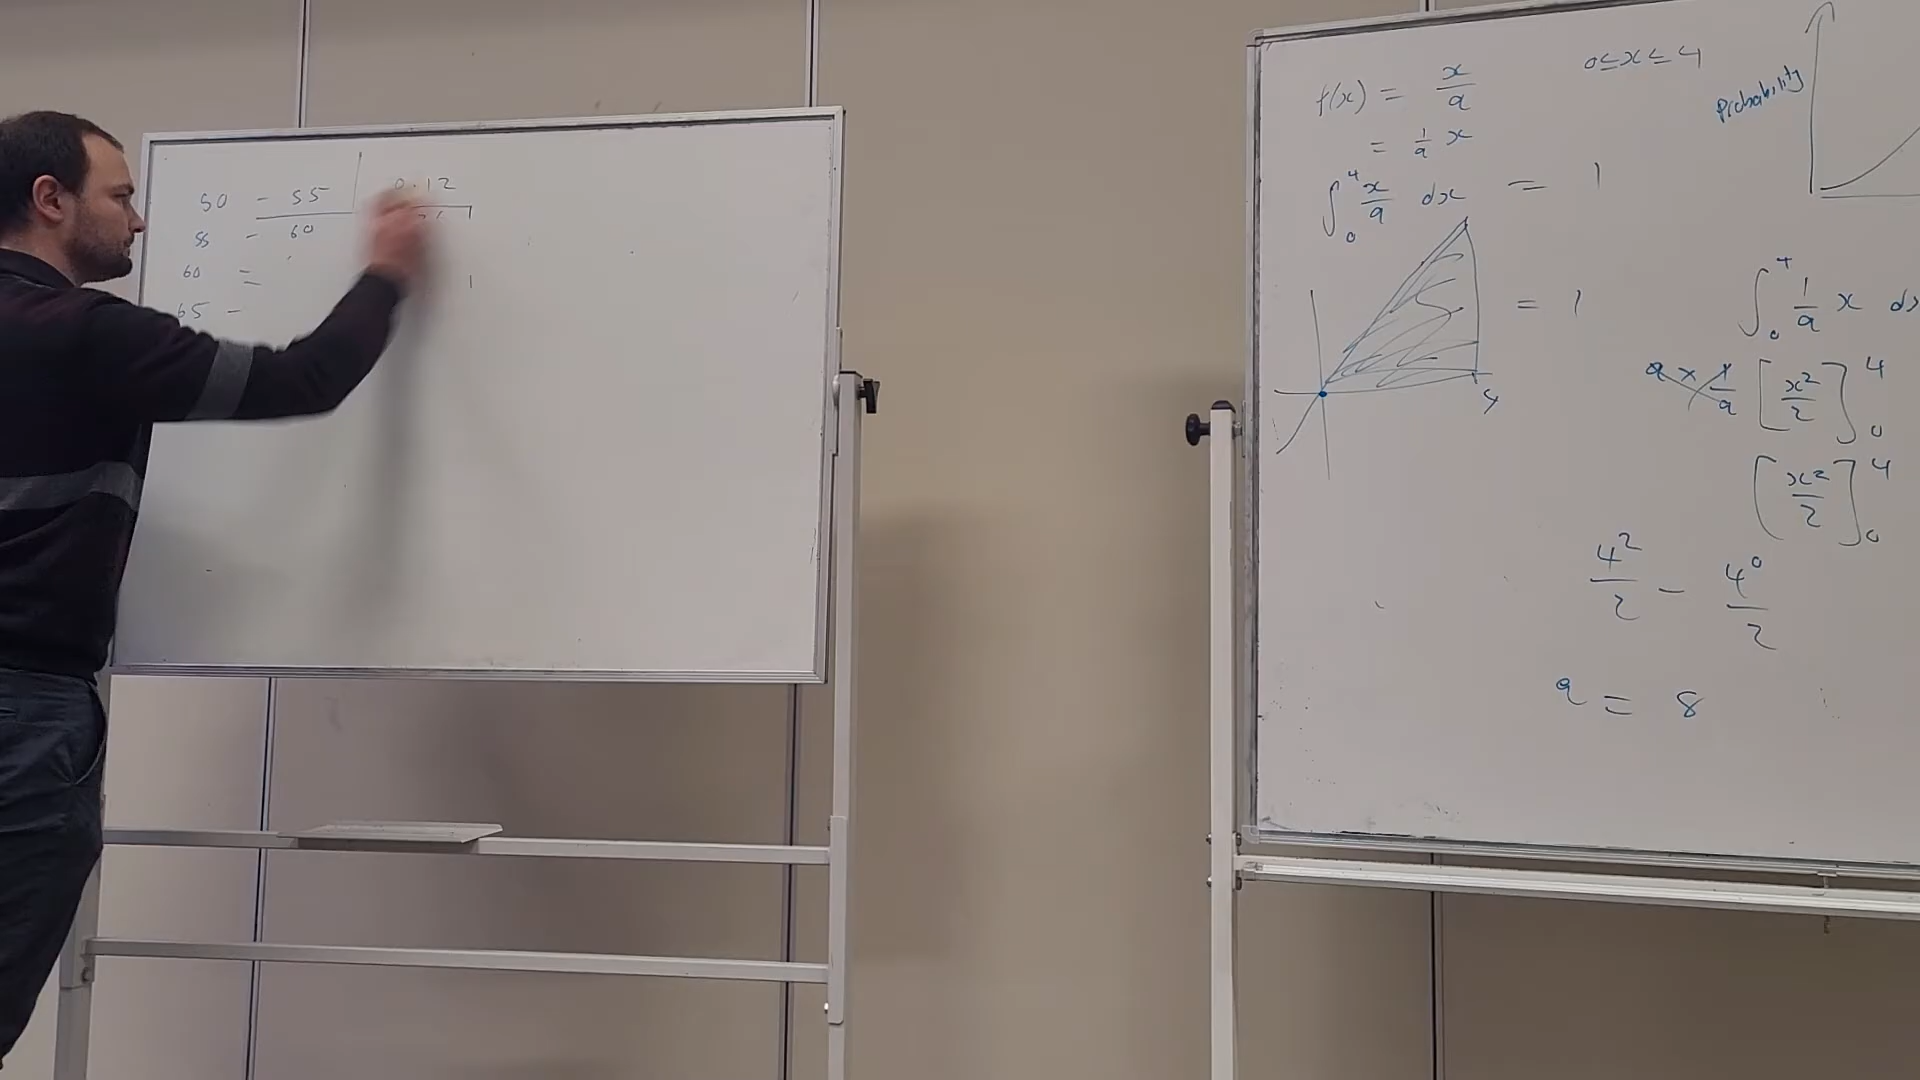 50 - 55 0.12
55 - 60
60 =
65 -
f(x) = x/a 0≤x≤4
= 1/a x
∫₀⁴ x/a dx = 1
= 1
4
Probability
∫₀⁴ 1/a x dx
a x 1/a [x²/2]₀⁴
[x²/2]₀⁴
4²/2 - 4⁰/2
a = 8